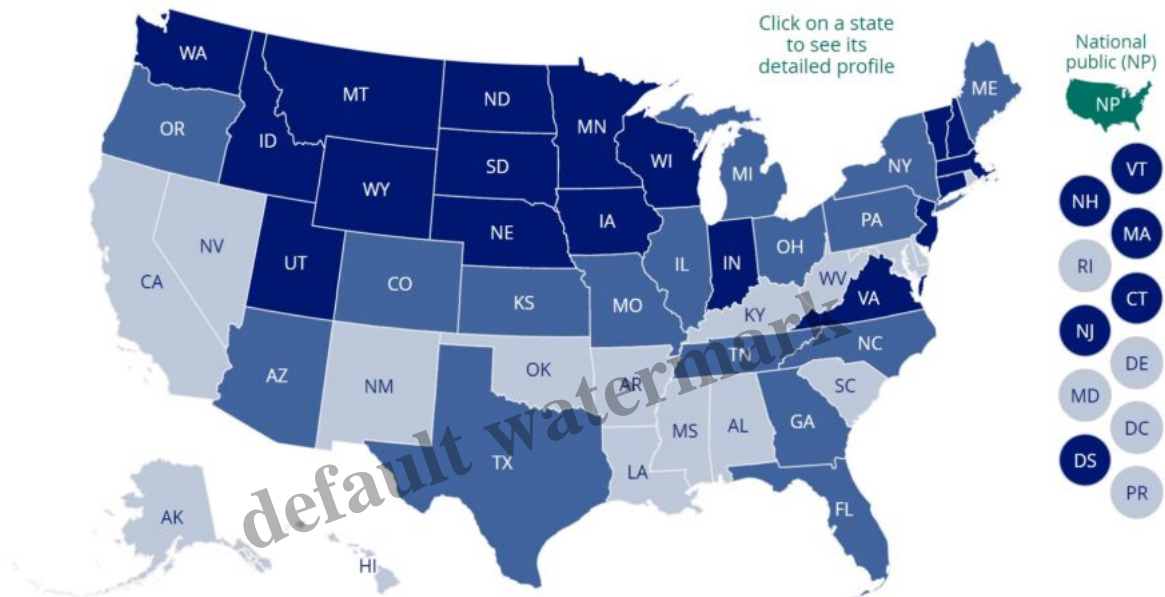 Click on a state
to see its
detailed profile
National
public (NP)
NP
WA
MT
ND
MN
ME
OR
ID
SD
WI
MI
NY
VT
WY
NH
IA
PA
MA
NE
NV
OH
UT
IL
IN
RI
CA
CO
WV
VA
CT
KS
MO
KY
NJ
NC
TN
DE
AZ
OK
NM
AR
SC
MD
GA
MS
AL
DC
TX
LA
DS
PR
FL
AK
HI
default watermark